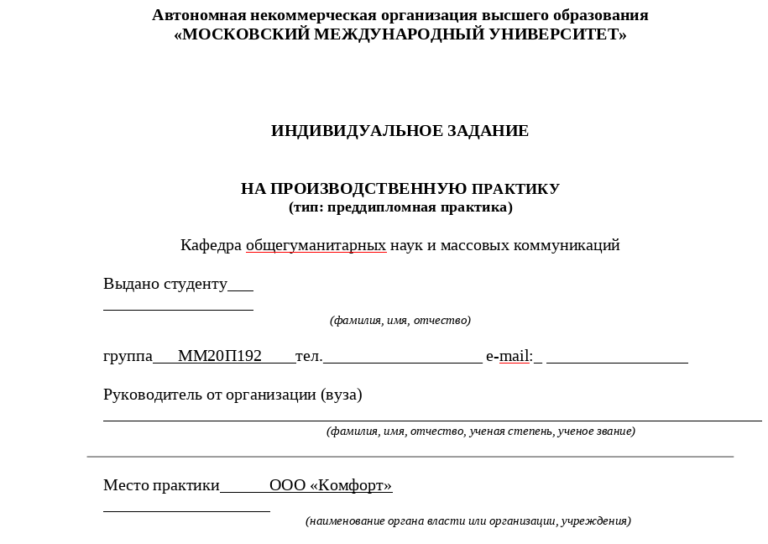 Автономная некоммерческая организация высшего образования
«МОСКОВСКИЙ МЕЖДУНАРОДНЫЙ УНИВЕРСИТЕТ»
ИНДИВИДУАЛЬНОЕ ЗАДАНИЕ
НА ПРОИЗВОДСТВЕННУЮ ПРАКТИКУ
(тип: преддипломная практика)
Кафедра общегуманитарных наук и массовых коммуникаций
Выдано студенту___
__________________
(фамилия, имя, отчество)
группа___ММ20П192____тел.___________________ e-mail:_ _________________
Руководитель от организации (вуза)
_______________________________________________________________________________
(фамилия, имя, отчество, ученая степень, ученое звание)
Место практики______ООО «Комфорт»
____________________
(наименование органа власти или организации, учреждения)